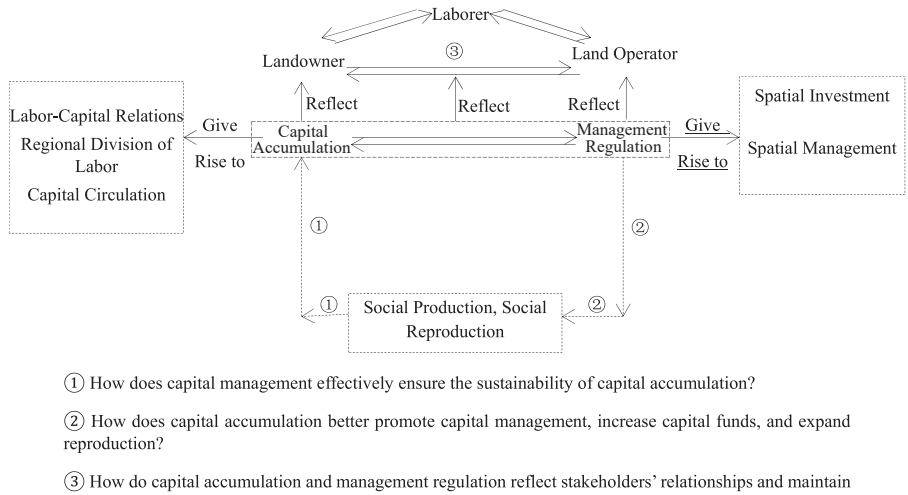 Laborer
③
Landowner
Land Operator
Reflect
Reflect
Reflect
Labor-Capital Relations
Regional Division of
Labor
Capital Circulation
Give
Rise to
Capital
Accumulation
Management
Regulation
Give
Rise to
Spatial Investment
Spatial Management
①
②
①
②
Social Production, Social
Reproduction
① How does capital management effectively ensure the sustainability of capital accumulation?
② How does capital accumulation better promote capital management, increase capital funds, and expand
reproduction?
③ How do capital accumulation and management regulation reflect stakeholders’ relationships and maintain